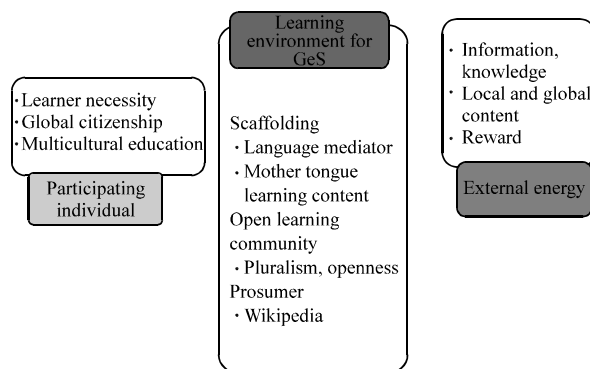 · Learner necessity
· Global citizenship
· Multicultural education
Participating
individual
Learning
environment for
GeS
Scaffolding
· Language mediator
· Mother tongue
learning content
Open learning
community
· Pluralism, openness
Prosumer
· Wikipedia
· Information,
knowledge
· Local and global
content
· Reward
External energy